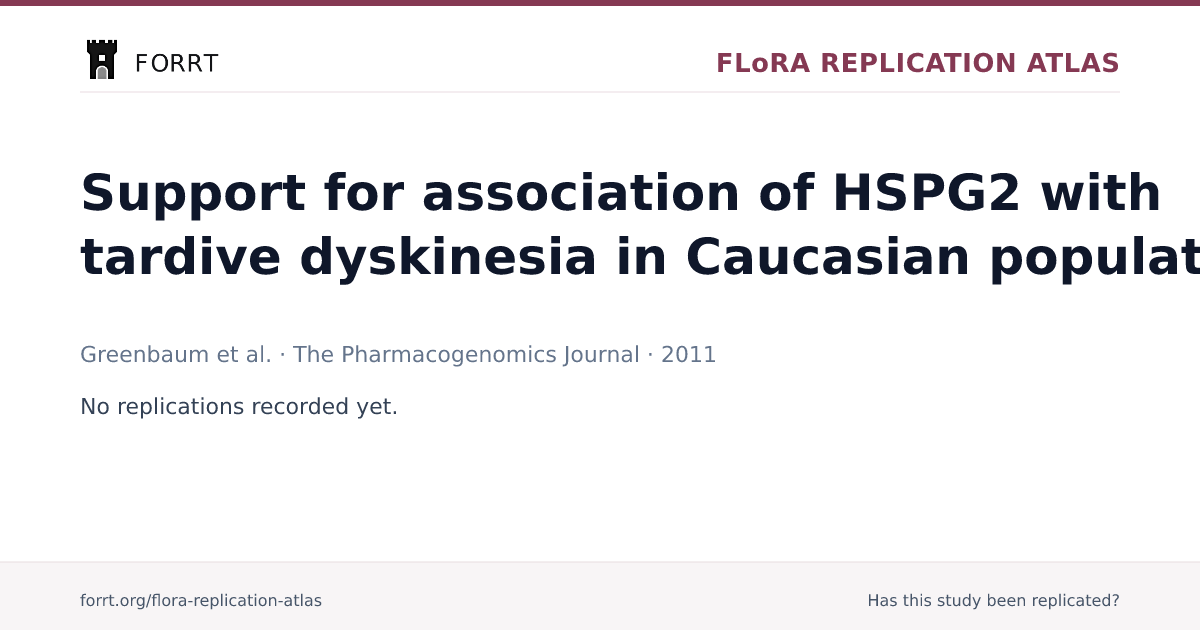 FORRT
FLoRA REPLICATION ATLAS
Support for association of HSPG2 with
tardive dyskinesia in Caucasian populat
Greenbaum et al. · The Pharmacogenomics Journal · 2011
No replications recorded yet.
forrt.org/flora-replication-atlas
Has this study been replicated?